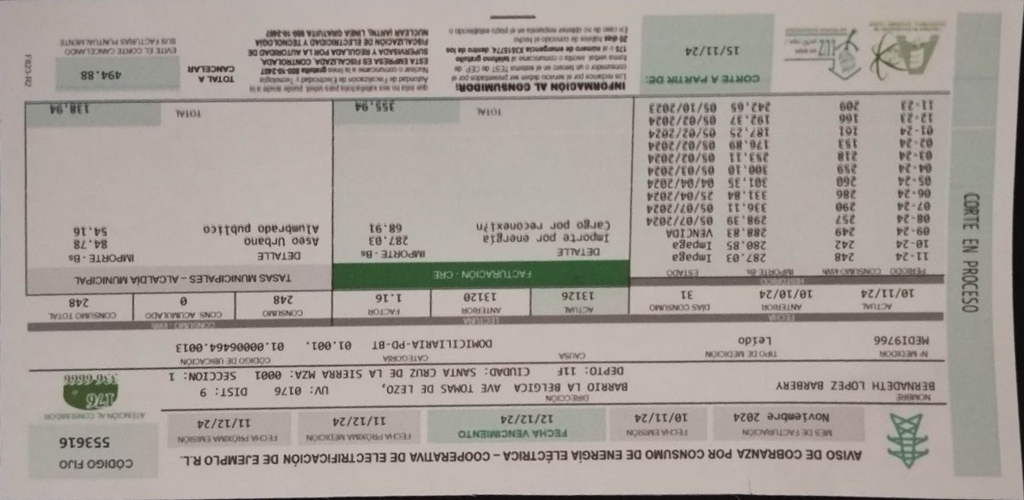 CORTE EN PROCESO
AVISO DE COBRANZA POR CONSUMO DE ENERGÍA ELÉCTRICA – COOPERATIVA DE ELECTRIFICACIÓN DE EJEMPLO R.L.
CÓDIGO FIJO
553616
MES DE FACTURACIÓN
Noviembre 2024
FECHA EMISIÓN
10/11/24
FECHA VENCIMIENTO
12/12/24
FECHA PRÓXIMA MEDICIÓN
11/12/24
FECHA PRÓXIMA EMISIÓN
11/12/24
ATENCIÓN AL CONSUMIDOR
176
336 6666
NOMBRE
BERNADETH LOPEZ BARBERY
DIRECCIÓN
BARRIO LA BELGICA AVE TOMAS DE LEZO, UV: 0176 DIST: 9
DEPTO: 11F CIUDAD: SANTA CRUZ DE LA SIERRA MZA: 0001 SECCION: 1
Nº MEDIDOR TIPO DE MEDICIÓN CAUSA CATEGORÍA CÓDIGO DE UBICACIÓN
MED19766 Leído DOMICILIARIA-PD-BT 01.001. 01.00006464.0013
FECHA LECTURA CONSUMO - kWh
ACTUAL ANTERIOR DÍAS CONSUMO ACTUAL ANTERIOR FACTOR CONSUMO CONS ACUMULADO CONSUMO TOTAL
10/11/24 10/10/24 31 13126 13120 1.16 248 0 248
HISTÓRICO
PERIODO CONSUMO kWh IMPORTE Bs ESTADO
11-24 248 287.03 Impaga
10-24 242 280.85 Impaga
09-24 249 288.83 VENCIDA
08-24 257 298.39 05/07/2024
07-24 290 336.11 05/07/2024
06-24 286 331.84 25/04/2024
05-24 260 301.35 04/04/2024
04-24 259 300.10 05/03/2024
03-24 218 253.11 05/02/2024
02-24 153 176.89 05/02/2024
01-24 161 187.25 05/02/2024
12-23 166 192.37 05/02/2024
11-23 209 242.65 05/10/2023
FACTURACIÓN - CRE
DETALLE IMPORTE - Bs
Importe por energía 287.03
Cargo por reconexi?n 68.91
TOTAL 355.94
TASAS MUNICIPALES – ALCALDÍA MUNICIPAL
DETALLE IMPORTE - Bs
Aseo Urbano 84.78
Alumbrado público 54.16
TOTAL 138.94
CORTE A PARTIR DE:
15/11/24
INFORMACIÓN AL CONSUMIDOR:
Los reclamos por el servicio deben ser presentados por el
consumidor o un tercero en el sistema TEST de CEP, de
forma verbal, escrita o comunicarse al teléfono gratuito
176 o al número de emergencia 1201371774 dentro de los
20 días hábiles de conocido el hecho
En caso de no obtener respuesta en el plazo establecido o
que esta no sea satisfactoria para usted, puede acudir a la
Autoridad de Fiscalización de Electricidad y Tecnología
Nuclear o comunicarse a la línea gratuita 800-10-2407
ESTA EMPRESA ES FISCALIZADA, CONTROLADA,
SUPERVISADA Y REGULADA POR LA AUTORIDAD DE
FISCALIZACIÓN DE ELECTRICIDAD Y TECNOLOGÍA
NUCLEAR (AETN), LÍNEA GRATUITA 800-10-2407
TOTAL A
CANCELAR
494.88
EVITE EL CORTE CANCELANDO
SUS FACTURAS PUNTUALMENTE